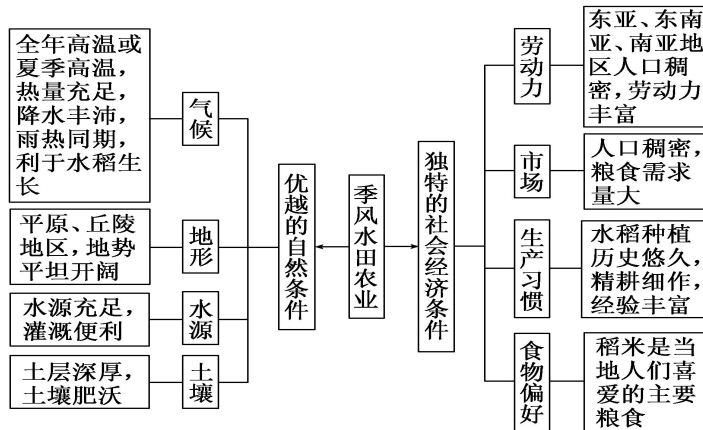 全年高温或
夏季高温，
热量充足，
降水丰沛，
雨热同期，
利于水稻生
长
气候
平原、丘陵
地区，地势
平坦开阔
地形
水源充足，
灌溉便利
水源
土层深厚，
土壤肥沃
土壤
优越的自然条件
季风水田农业
独特的社会经济条件
劳动力
东亚、东南
亚、南亚地
区人口稠
密，劳动力
丰富
市场
人口稠密，
粮食需求
量大
生产习惯
水稻种植
历史悠久，
精耕细作，
经验丰富
食物偏好
稻米是当
地人们喜
爱的主要
粮食